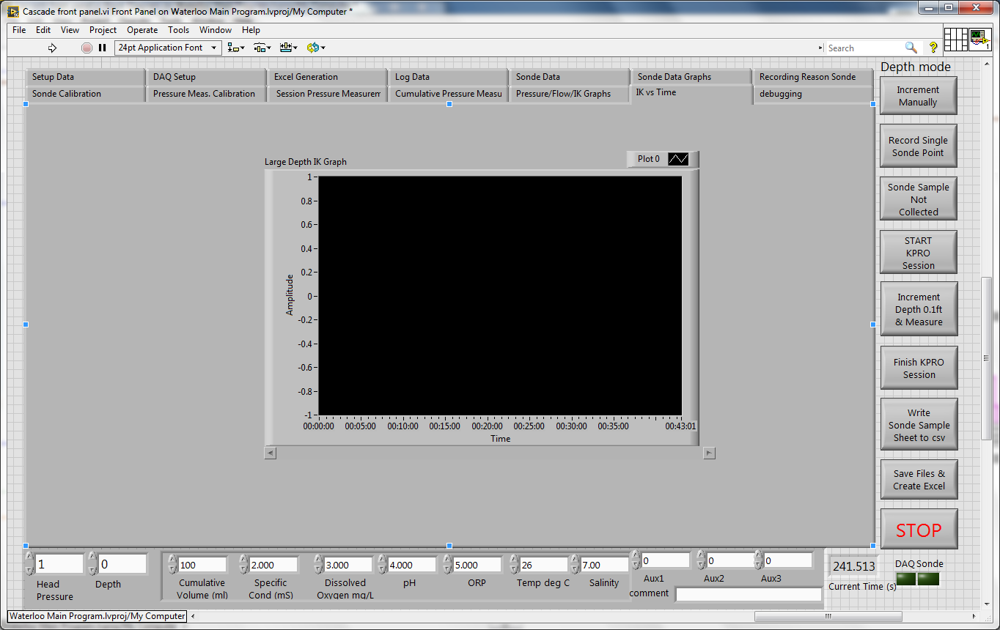 Cascade front panel.vi Front Panel on Waterloo Main Program.lvproj/My Computer *
File Edit View Project Operate Tools Window Help
24pt Application Font
Search
?
1
Setup Data DAQ Setup Excel Generation Log Data Sonde Data Sonde Data Graphs Recording Reason Sonde
Sonde Calibration Pressure Meas. Calibration Session Pressure Measurem Cumulative Pressure Measu Pressure/Flow/IK Graphs IK vs Time debugging
Large Depth IK Graph
Plot 0
Amplitude
1
0.8
0.6
0.4
0.2
0
-0.2
-0.4
-0.6
-0.8
-1
00:00:00 00:05:00 00:10:00 00:15:00 00:20:00 00:25:00 00:30:00 00:35:00 00:43:01
Time
Depth mode
Increment
Manually
Record Single
Sonde Point
Sonde Sample
Not
Collected
START
KPRO
Session
Increment
Depth 0.1ft
& Measure
Finish KPRO
Session
Write
Sonde Sample
Sheet to csv
Save Files &
Create Excel
STOP
1
Head
Pressure
0
Depth
100
Cumulative
Volume (ml)
2.000
Specific
Cond (mS)
3.000
Dissolved
Oxygen mg/L
4.000
pH
5.000
ORP
26
Temp deg C
7.00
Salinity
0
Aux1
0
Aux2
0
Aux3
comment
241.513
Current Time (s)
DAQ Sonde
Waterloo Main Program.lvproj/My Computer